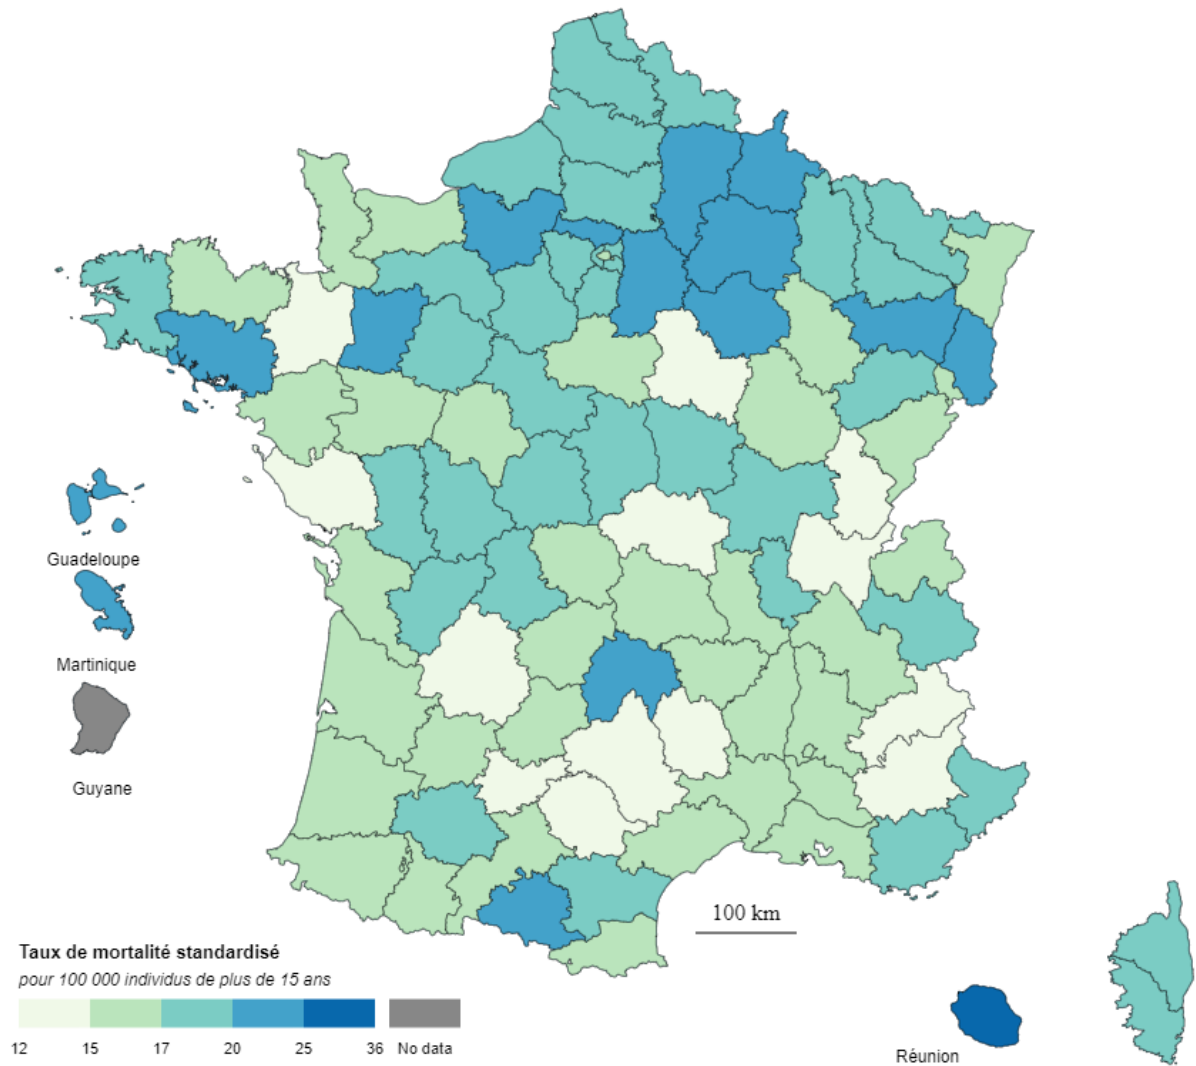 Guadeloupe
Martinique
Guyane
100 km
Taux de mortalité standardisé
pour 100 000 individus de plus de 15 ans
12 15 17 20 25 36 No data
Réunion